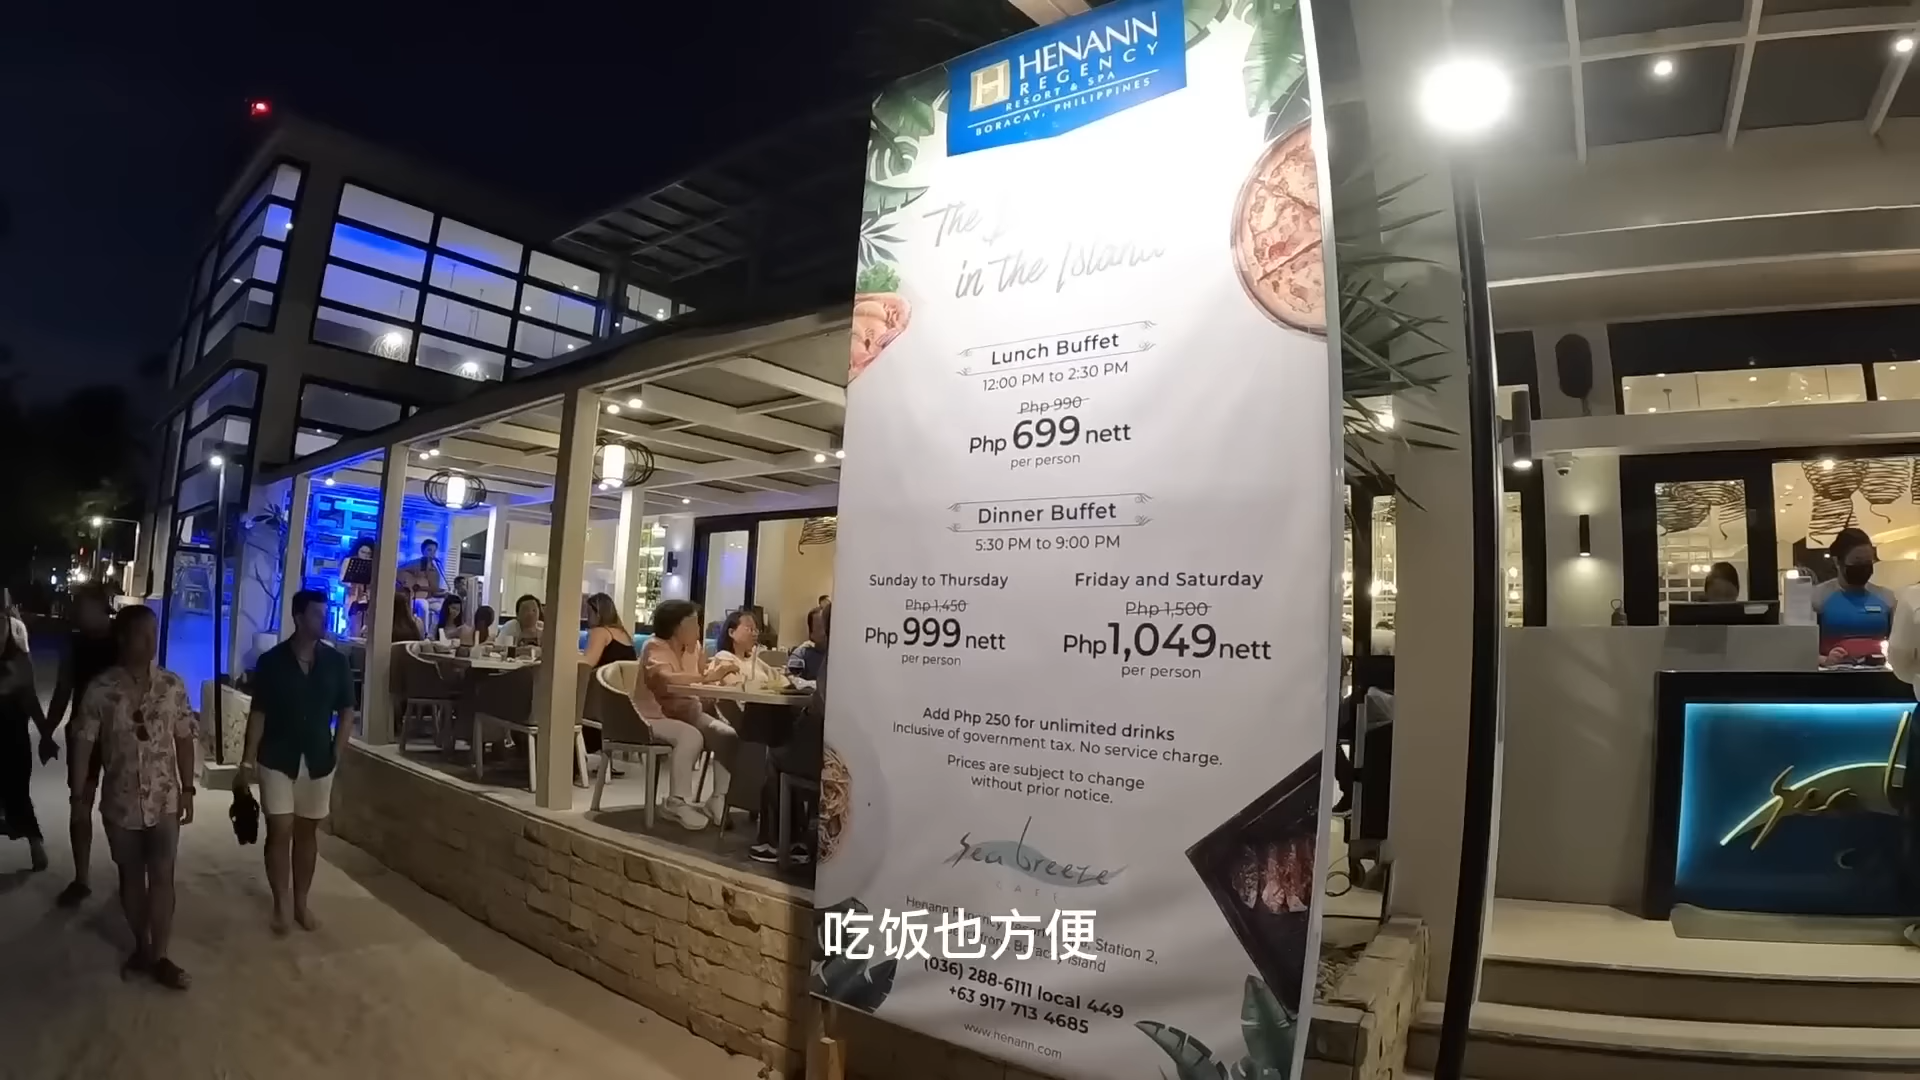 HENANN
REGENCY
RESORT & SPA
BORACAY, PHILIPPINES
The
in the Island
Lunch Buffet
12:00 PM to 2:30 PM
Php 990
Php 699 nett
per person
Dinner Buffet
5:30 PM to 9:00 PM
Sunday to Thursday
Php 1,450
Php 999 nett
per person
Friday and Saturday
Php 1,500
Php 1,049 nett
per person
Add Php 250 for unlimited drinks
Inclusive of government tax. No service charge.
Prices are subject to change
without prior notice.
Sea breeze
CAFE
Henann Station 2,
Island
吃饭也方便
(036) 288-6111 local 449
+63 917 713 4685
www.henann.com